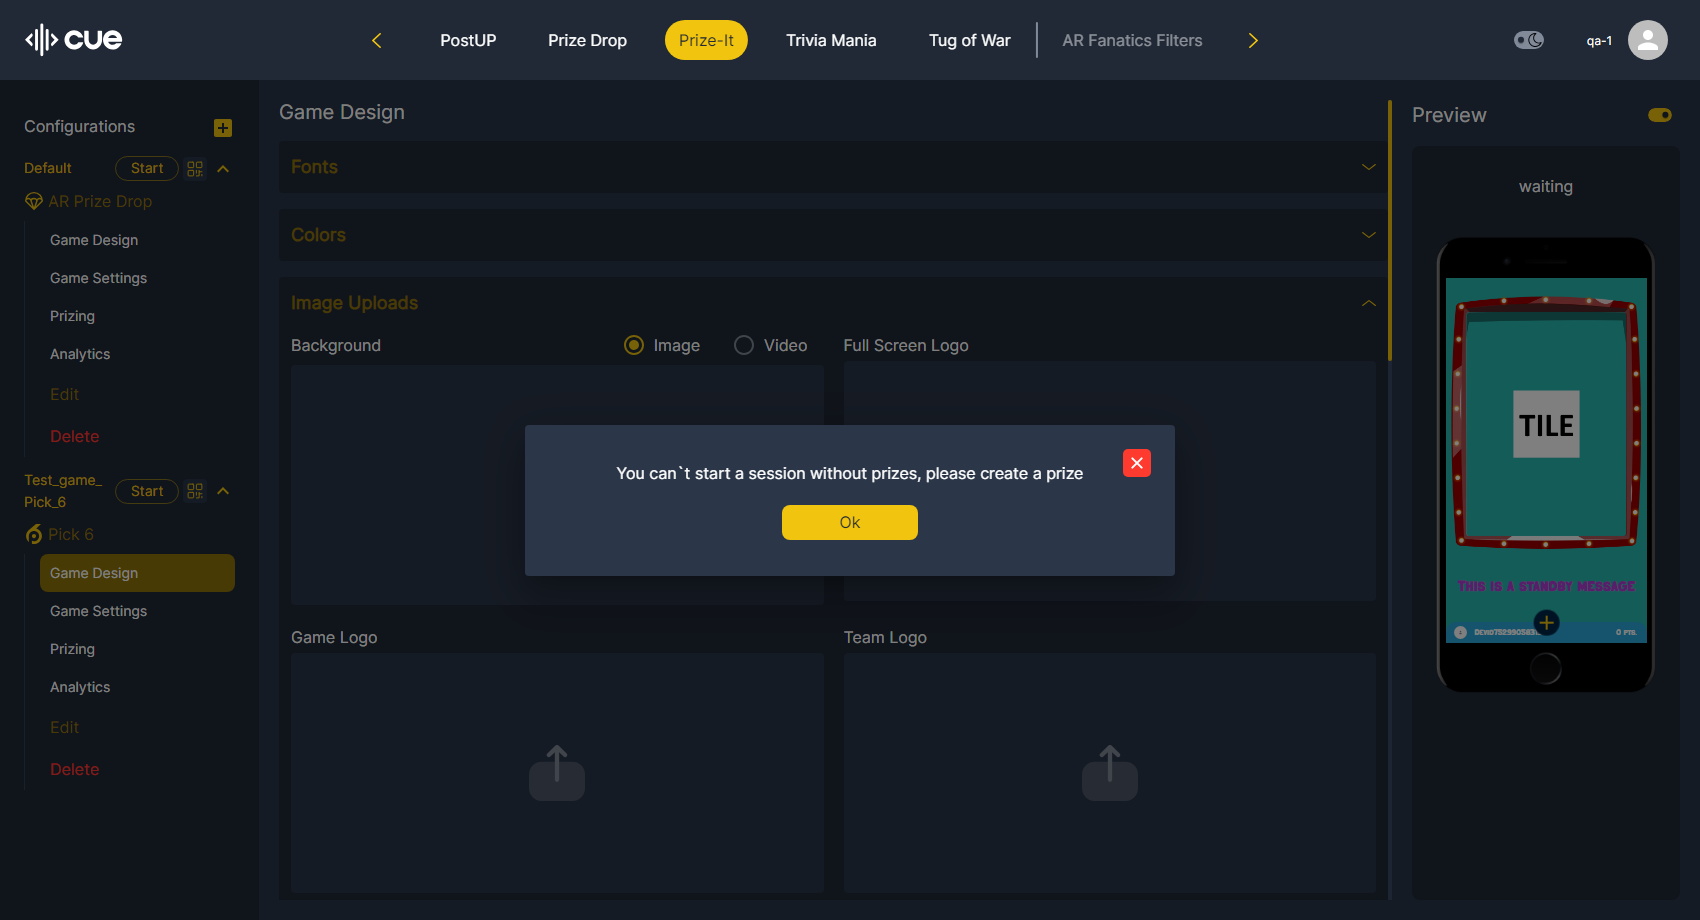 cue
PostUP
Prize Drop
Prize-It
Trivia Mania
Tug of War
AR Fanatics Filters
qa-1
Configurations
Default
Start
AR Prize Drop
Game Design
Game Settings
Prizing
Analytics
Edit
Delete
Test_game_
Pick_6
Start
Pick 6
Game Design
Game Settings
Prizing
Analytics
Edit
Delete
Game Design
Fonts
Colors
Image Uploads
Background
Image
Video
Full Screen Logo
You can`t start a session without prizes, please create a prize
Ok
Game Logo
Team Logo
Preview
waiting
TILE
This is a standby message
0 pts.